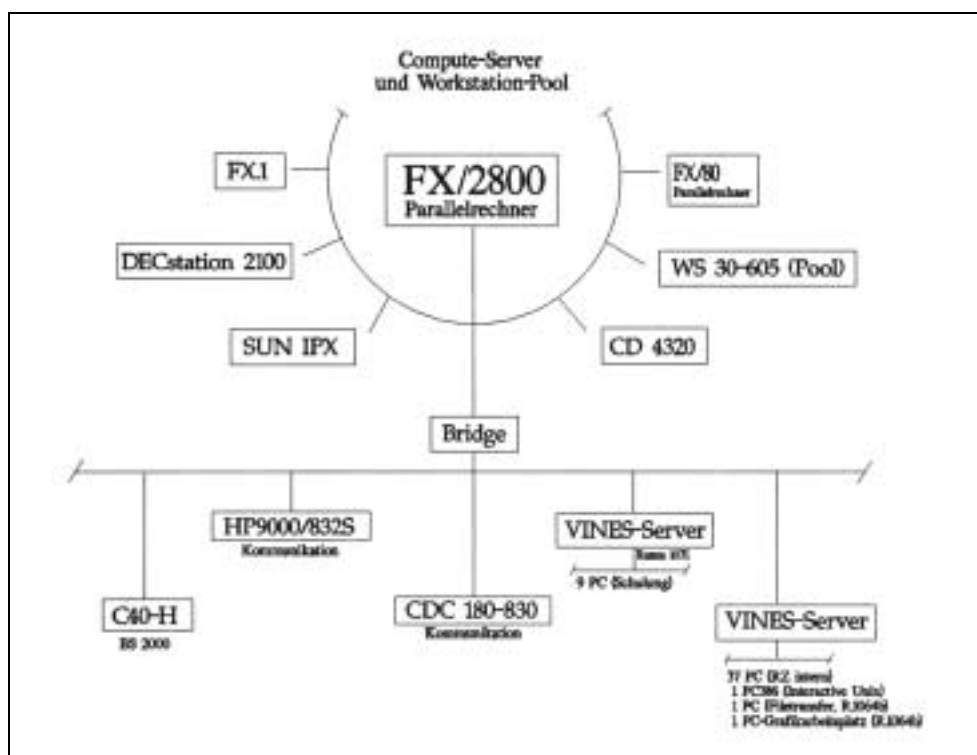 Compute-Server
und Workstation-Pool
FX.1
FX/2800
Parallelrechner
FX/80
Parallelrechner
DECstation 2100
WS 30-605 (Pool)
SUN IPX
CD 4320
Bridge
HP9000/832S
Kommunikation
VINES-Server
9 PC (Schulung)
C40-H
BS 2000
CDC 180-830
Kommunikation
VINES-Server
37 PC (RZ intern)
1 PC386 (Interactive Unix)
1 PC (Filetransfer,
1 PC-Grafikarbeitsplatz